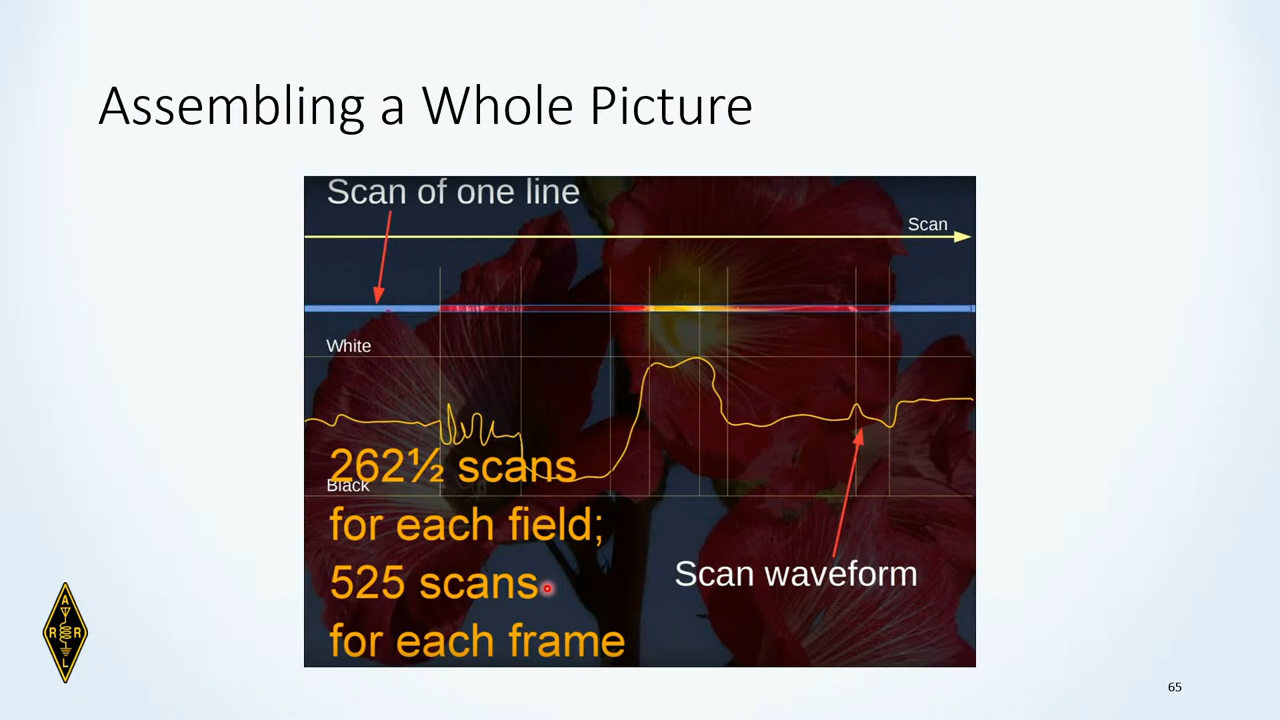 Assembling a Whole Picture
Scan of one line
Scan
White
262½ scans
Black
for each field;
525 scans
for each frame
Scan waveform
A
R R
L
65